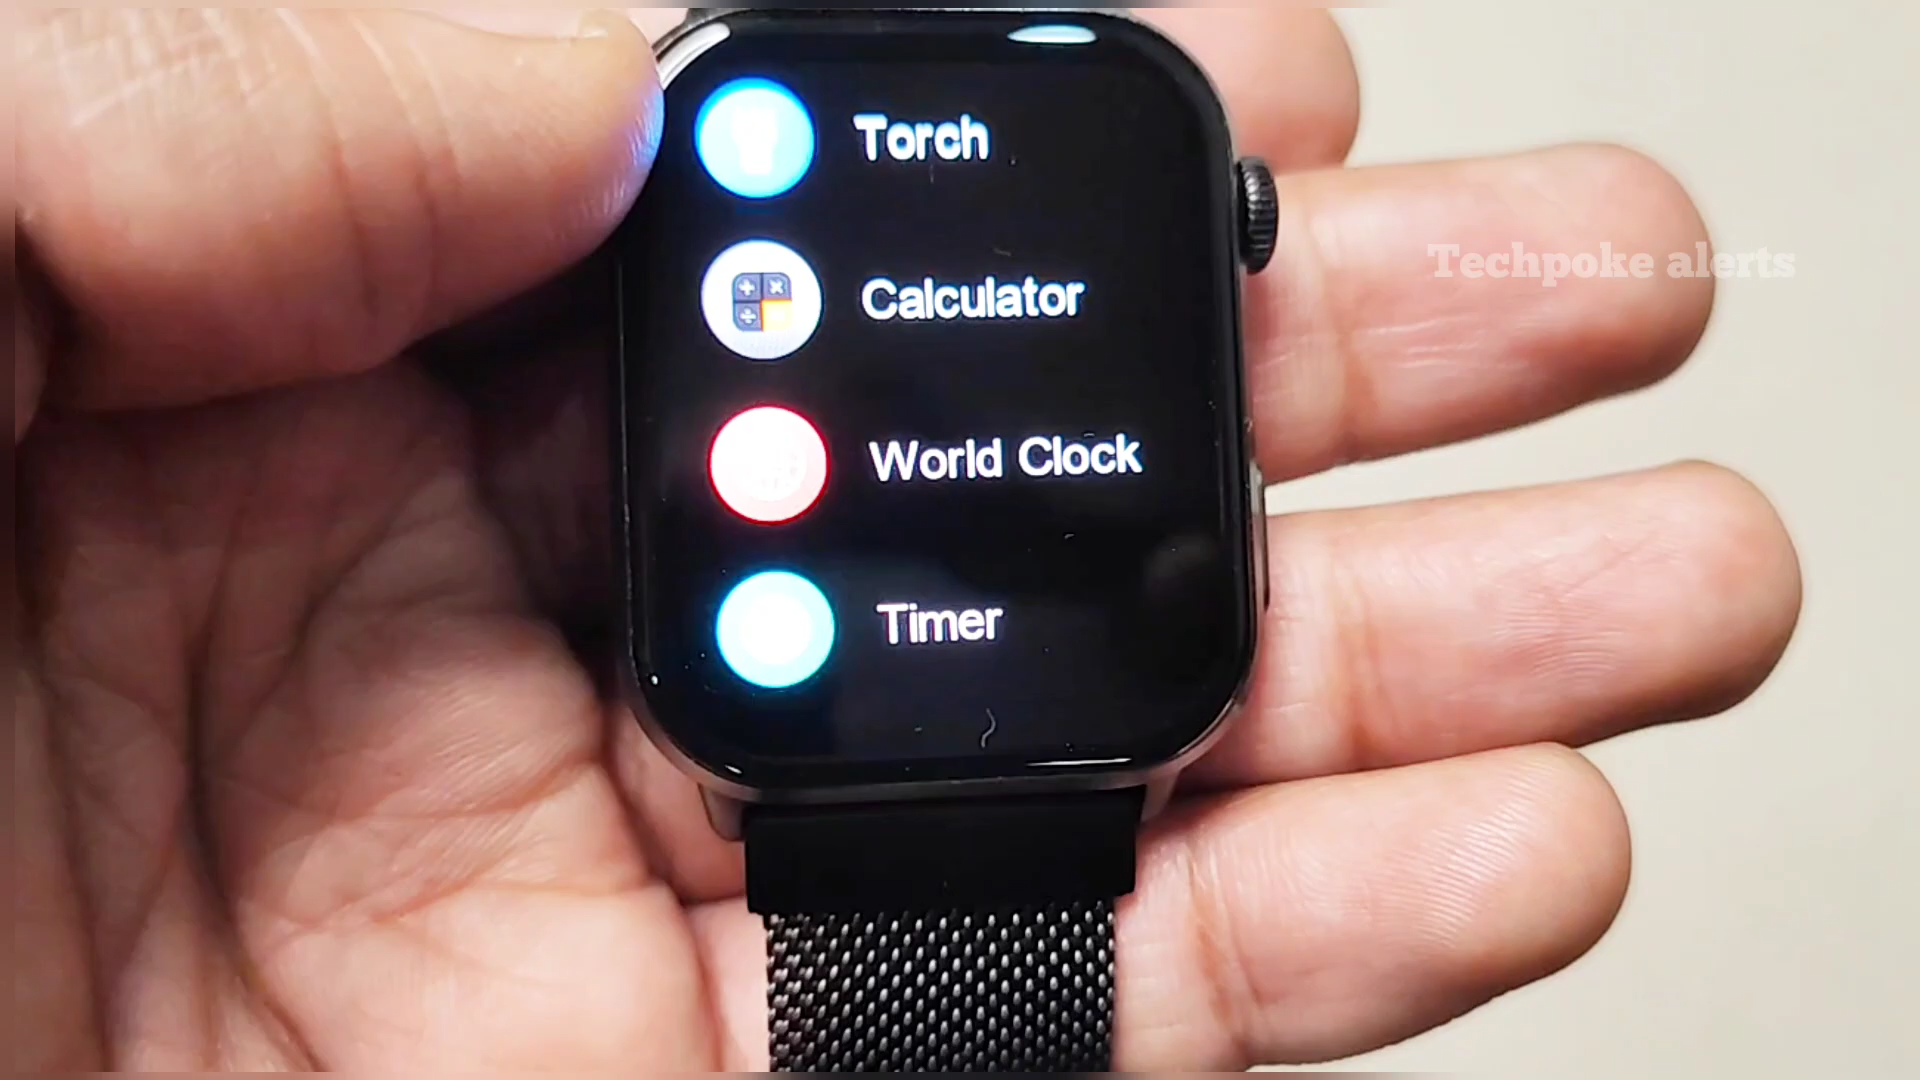 Torch
Techpoke alerts
Calculator
World Clock
Timer